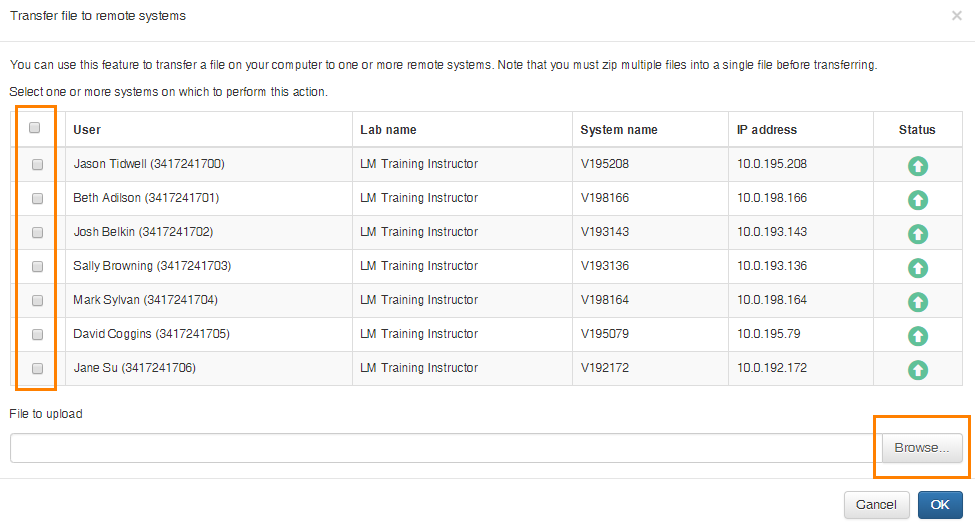 Transfer file to remote systems ×
You can use this feature to transfer a file on your computer to one or more remote systems. Note that you must zip multiple files into a single file before transferring.
Select one or more systems on which to perform this action.
User Lab name System name IP address Status
Jason Tidwell (3417241700) LM Training Instructor V195208 10.0.195.208
Beth Adilson (3417241701) LM Training Instructor V198166 10.0.198.166
Josh Belkin (3417241702) LM Training Instructor V193143 10.0.193.143
Sally Browning (3417241703) LM Training Instructor V193136 10.0.193.136
Mark Sylvan (3417241704) LM Training Instructor V198164 10.0.198.164
David Coggins (3417241705) LM Training Instructor V195079 10.0.195.79
Jane Su (3417241706) LM Training Instructor V192172 10.0.192.172
File to upload
Browse...
Cancel OK